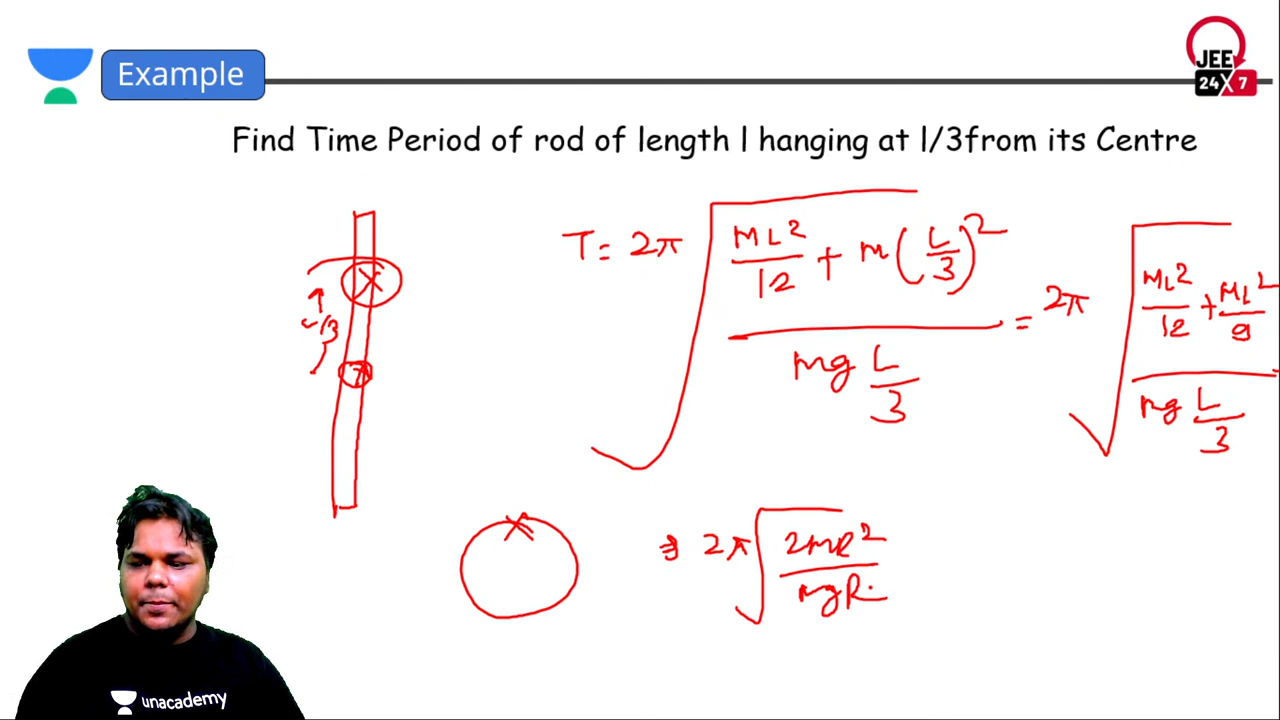 Example
JEE
24X7
Find Time Period of rod of length l hanging at l/3from its Centre
T = 2π √((ML²/12 + m(L/3)²) / (mg L/3)) = 2π √((ML²/12 + ML²/9) / (mg L/3))
L/3
⇒ 2π √(2MR² / mgR)
unacademy